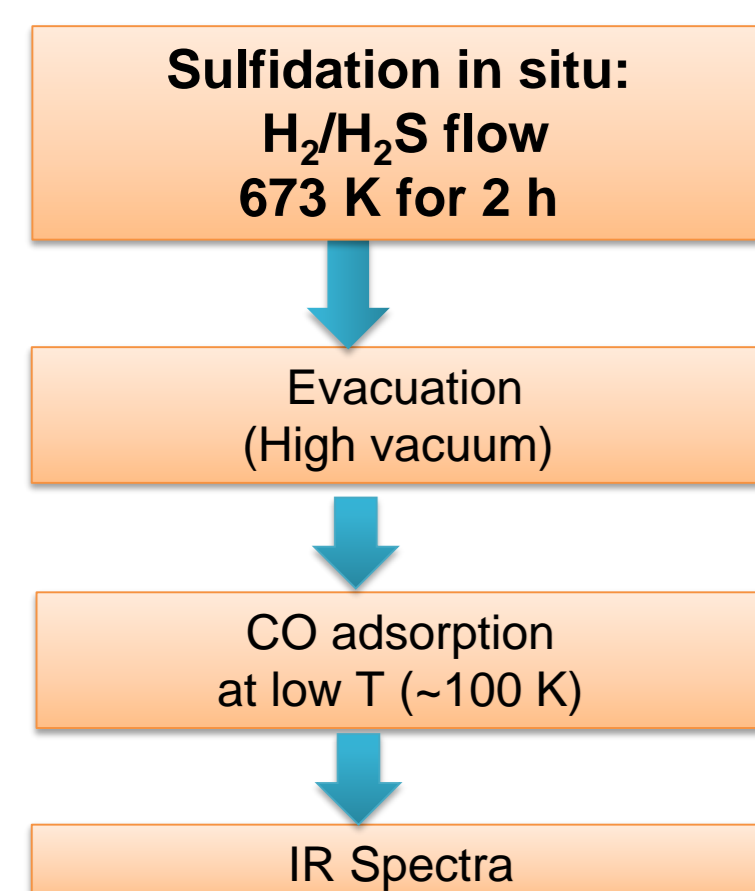 Sulfidation in situ:
H₂/H₂S flow
673 K for 2 h
Evacuation
(High vacuum)
CO adsorption
at low T (~100 K)
IR Spectra